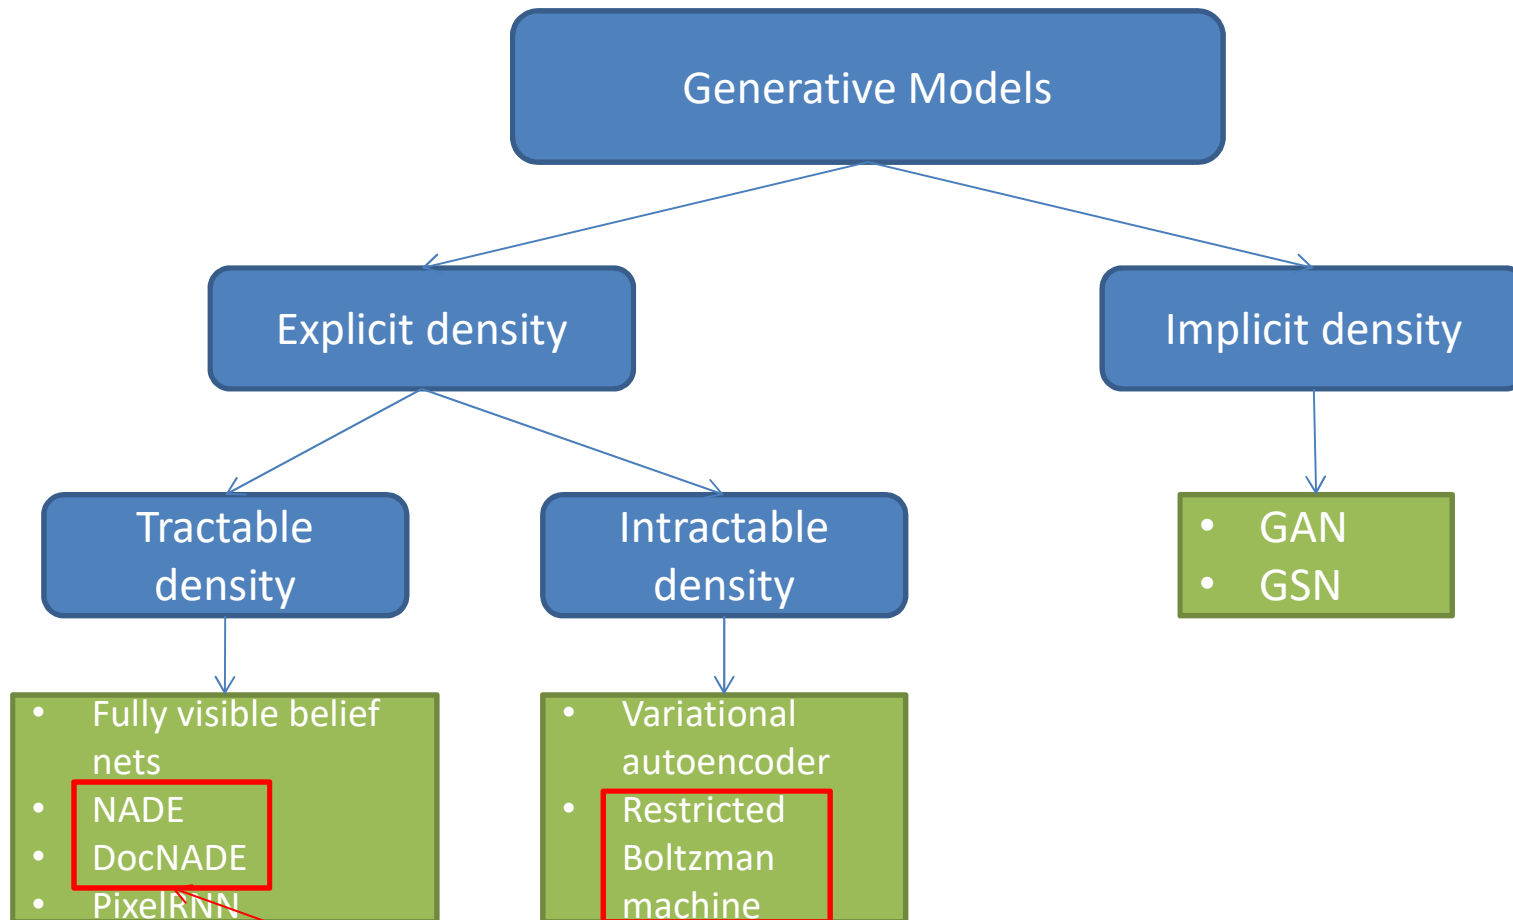 Generative Models
Explicit density
Implicit density
Tractable
density
Intractable
density
• GAN
• GSN
• Fully visible belief
nets
• NADE
• DocNADE
• PixelRNN
• Variational
autoencoder
• Restricted
Boltzman
machine